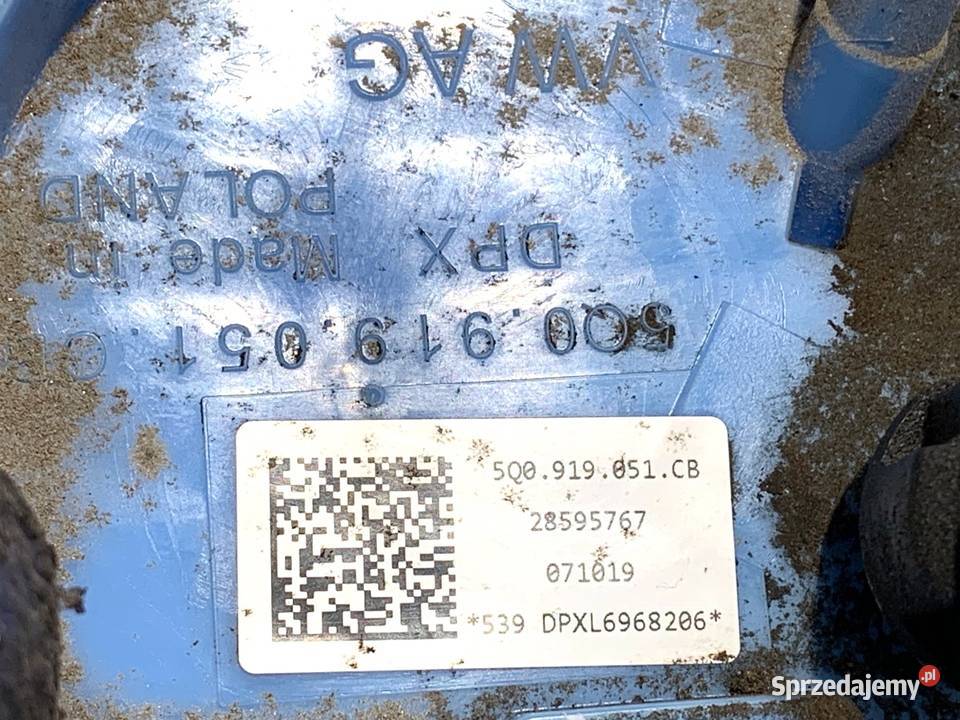 VW AG
DPX Made in
POLAND
5Q0.919.051.CB
5Q0.919.051.CB
28595767
071019
*539 DPXL6968206*
Sprzedajemy.pl